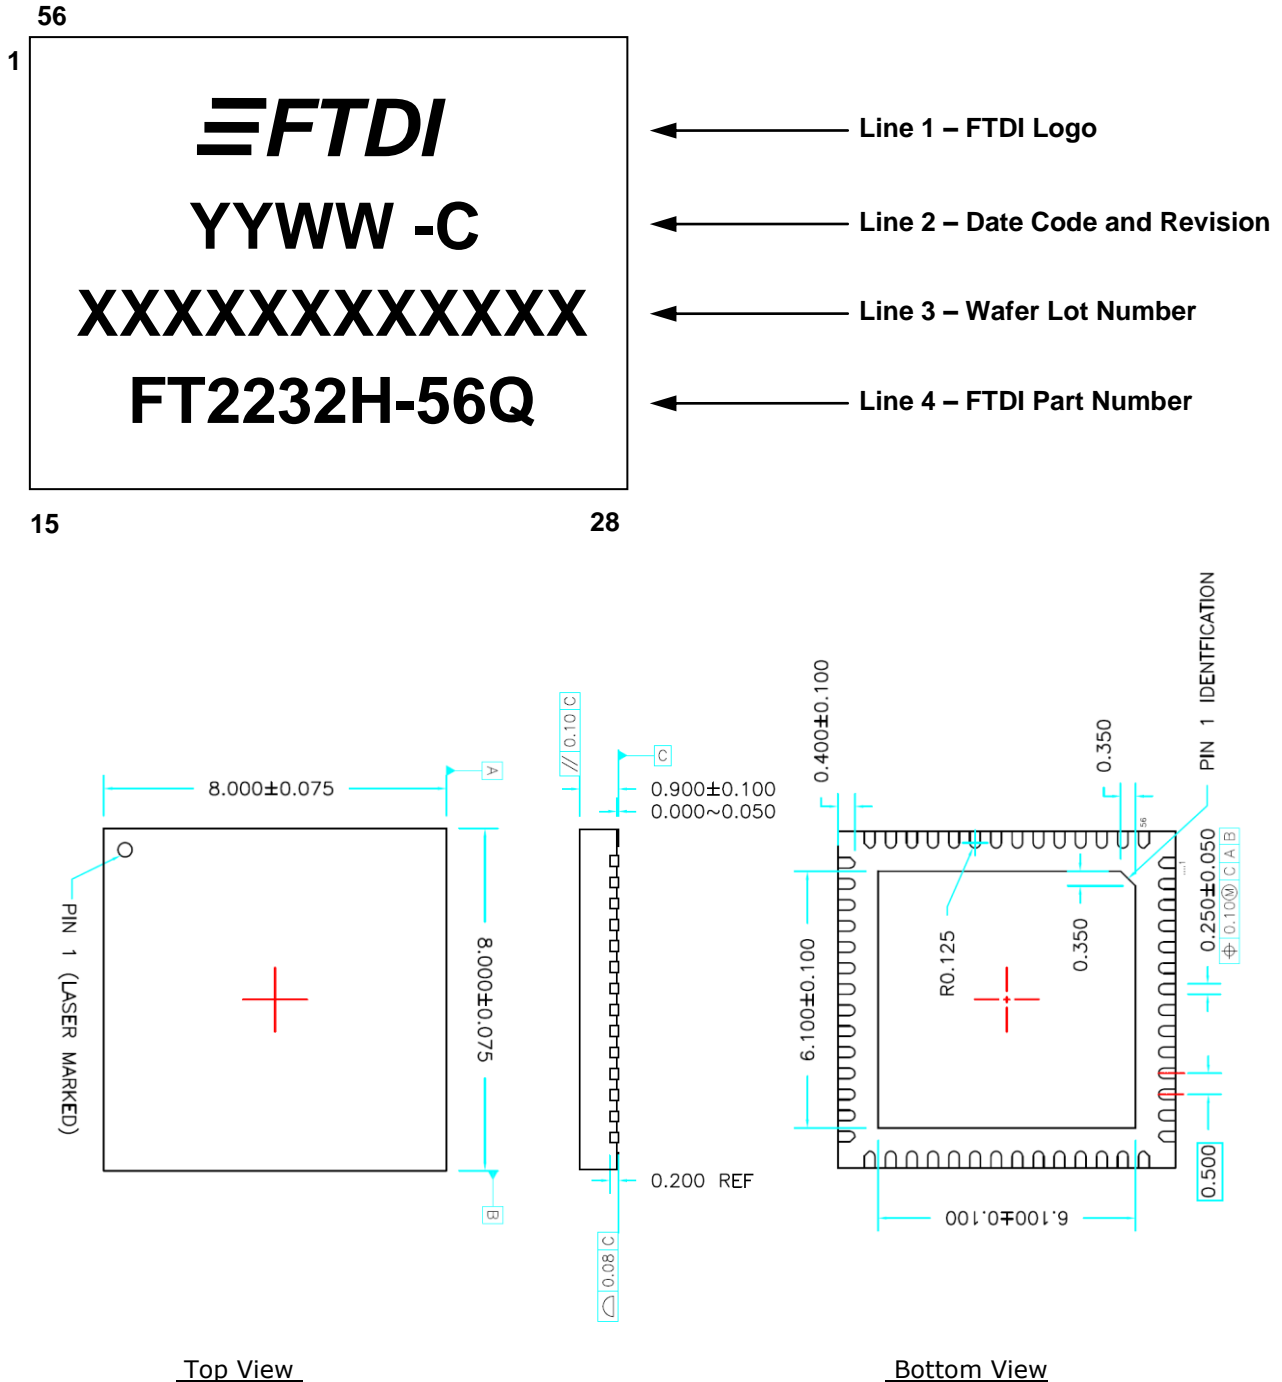 56
1
FTDI
YYWW -C
XXXXXXXXXXXX
FT2232H-56Q
15
28
Line 1 – FTDI Logo
Line 2 – Date Code and Revision
Line 3 – Wafer Lot Number
Line 4 – FTDI Part Number
8.000±0.075
A
PIN 1 (LASER MARKED)
8.000±0.075
B
// 0.10 C
C
0.900±0.100
0.000~0.050
0.200 REF
0.08 C
0.400±0.100
0.350
PIN 1 IDENTFICATION
56
1
0.250±0.050
⌖ 0.10Ⓜ C A B
R0.125
0.350
6.100±0.100
0.500
6.100±0.100
Top View
Bottom View